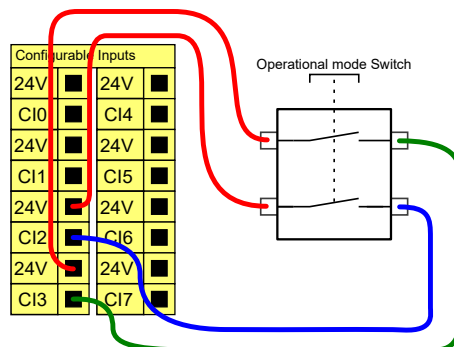 Configurable Inputs
Operational mode Switch
24V 24V
CI0 CI4
24V 24V
CI1 CI5
24V 24V
CI2 CI6
24V 24V
CI3 CI7